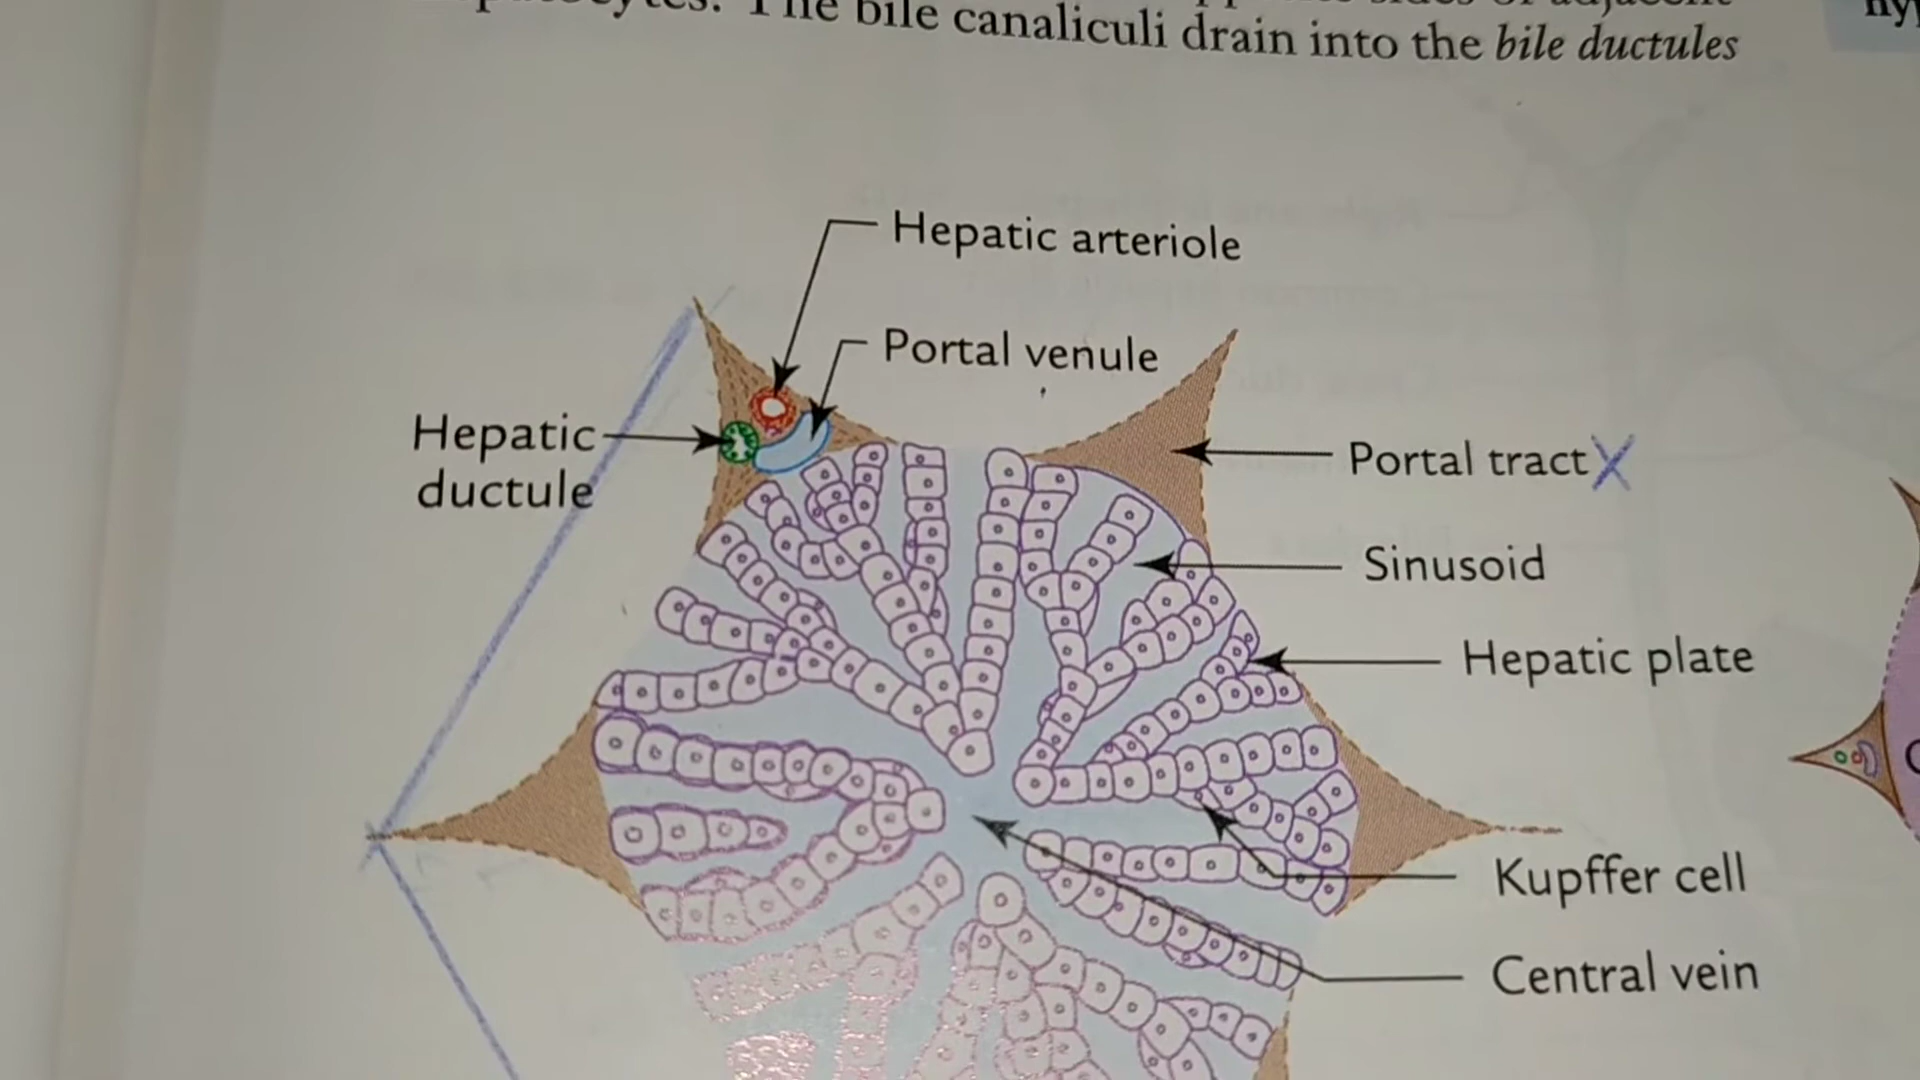 The bile canaliculi drain into the bile ductules
Hepatic arteriole
Portal venule
Hepatic
ductule
Portal tract X
Sinusoid
Hepatic plate
Kupffer cell
Central vein